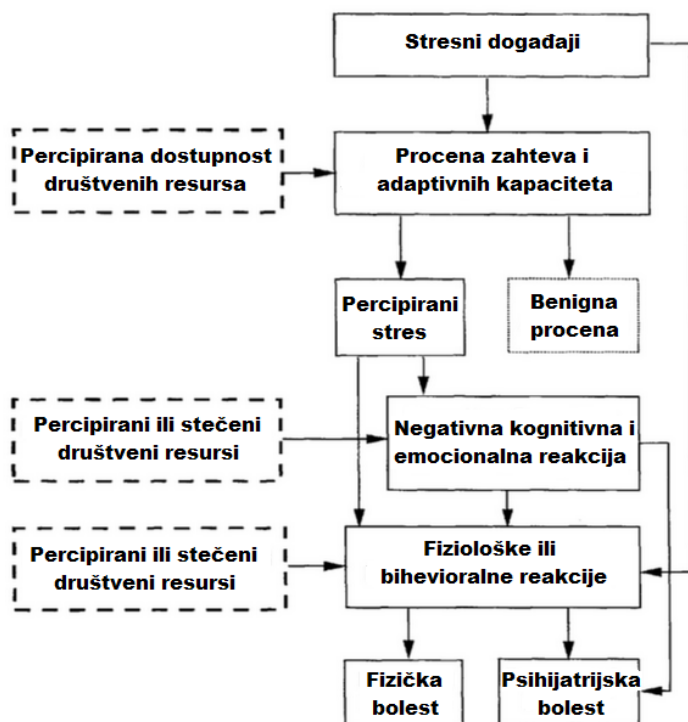 Stresni događaji
Percipirana dostupnost
društvenih resursa
Procena zahteva i
adaptivnih kapaciteta
Percipirani
stres
Benigna
procena
Percipirani ili stečeni
društveni resursi
Negativna kognitivna i
emocionalna reakcija
Percipirani ili stečeni
društveni resursi
Fiziološke ili
bihevioralne reakcije
Fizička
bolest
Psihijatrijska
bolest